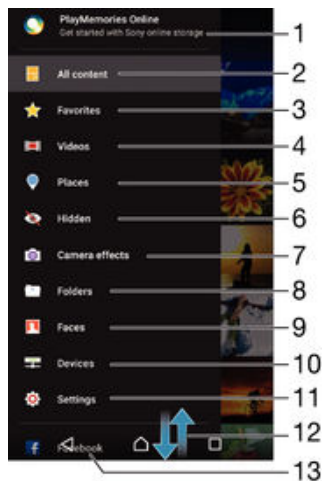 PlayMemories Online
Get started with Sony online storage
1
All content
2
Favorites
3
Videos
4
Places
5
Hidden
6
Camera effects
7
Folders
8
Faces
9
Devices
10
Settings
11
12
Facebook
13